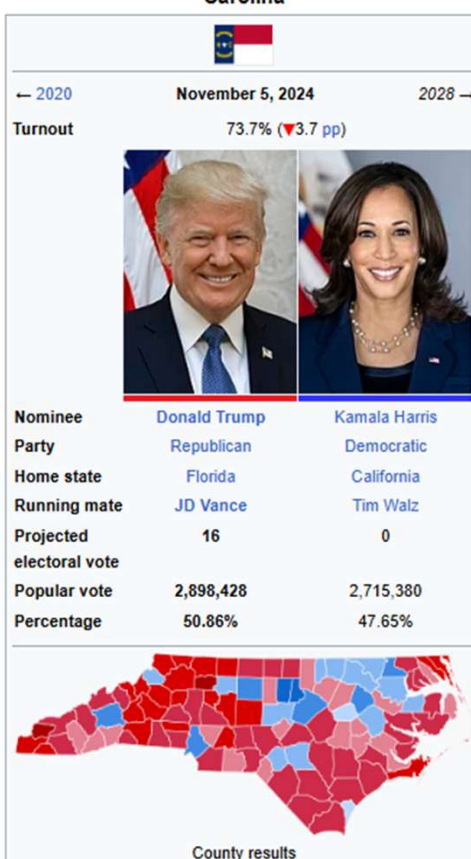 Carolina
← 2020 November 5, 2024 2028 →
Turnout 73.7% (▼3.7 pp)
Nominee Donald Trump Kamala Harris
Party Republican Democratic
Home state Florida California
Running mate JD Vance Tim Walz
Projected 16 0
electoral vote
Popular vote 2,898,428 2,715,380
Percentage 50.86% 47.65%
County results